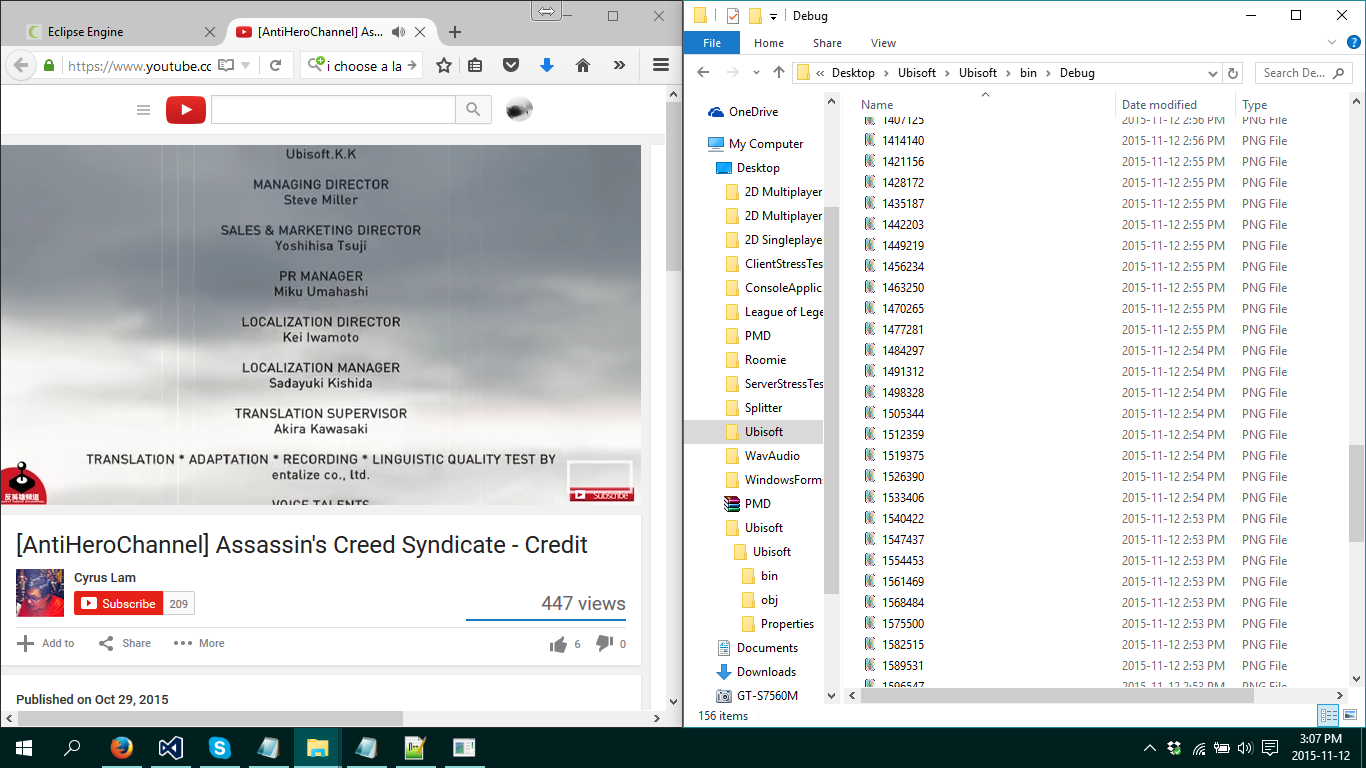 Eclipse Engine
[AntiHeroChannel] As...
https://www.youtube.co
i choose a la
Ubisoft.K.K
MANAGING DIRECTOR
Steve Miller
SALES & MARKETING DIRECTOR
Yoshihisa Tsuji
PR MANAGER
Miku Umahashi
LOCALIZATION DIRECTOR
Kei Iwamoto
LOCALIZATION MANAGER
Sadayuki Kishida
TRANSLATION SUPERVISOR
Akira Kawasaki
TRANSLATION * ADAPTATION * RECORDING * LINGUISTIC QUALITY TEST BY
entalize co., ltd.
VOICE TALENTS
反英雄頻道
Subscribe
[AntiHeroChannel] Assassin's Creed Syndicate - Credit
Cyrus Lam
Subscribe 209
447 views
Add to Share More 6 0
Published on Oct 29, 2015
Debug
File Home Share View
« Desktop Ubisoft Ubisoft bin Debug
Search De...
OneDrive
My Computer
Desktop
2D Multiplayer
2D Multiplayer
2D Singleplaye
ClientStressTes
ConsoleApplic
League of Lege
PMD
Roomie
ServerStressTes
Splitter
Ubisoft
WavAudio
WindowsForm
PMD
Ubisoft
Ubisoft
bin
obj
Properties
Documents
Downloads
GT-S7560M
Name Date modified Type
1407125 2015-11-12 2:56 PM PNG File
1414140 2015-11-12 2:56 PM PNG File
1421156 2015-11-12 2:55 PM PNG File
1428172 2015-11-12 2:55 PM PNG File
1435187 2015-11-12 2:55 PM PNG File
1442203 2015-11-12 2:55 PM PNG File
1449219 2015-11-12 2:55 PM PNG File
1456234 2015-11-12 2:55 PM PNG File
1463250 2015-11-12 2:55 PM PNG File
1470265 2015-11-12 2:55 PM PNG File
1477281 2015-11-12 2:55 PM PNG File
1484297 2015-11-12 2:54 PM PNG File
1491312 2015-11-12 2:54 PM PNG File
1498328 2015-11-12 2:54 PM PNG File
1505344 2015-11-12 2:54 PM PNG File
1512359 2015-11-12 2:54 PM PNG File
1519375 2015-11-12 2:54 PM PNG File
1526390 2015-11-12 2:54 PM PNG File
1533406 2015-11-12 2:54 PM PNG File
1540422 2015-11-12 2:53 PM PNG File
1547437 2015-11-12 2:53 PM PNG File
1554453 2015-11-12 2:53 PM PNG File
1561469 2015-11-12 2:53 PM PNG File
1568484 2015-11-12 2:53 PM PNG File
1575500 2015-11-12 2:53 PM PNG File
1582515 2015-11-12 2:53 PM PNG File
1589531 2015-11-12 2:53 PM PNG File
1596547 2015-11-12 2:53 PM PNG File
156 items
3:07 PM
2015-11-12